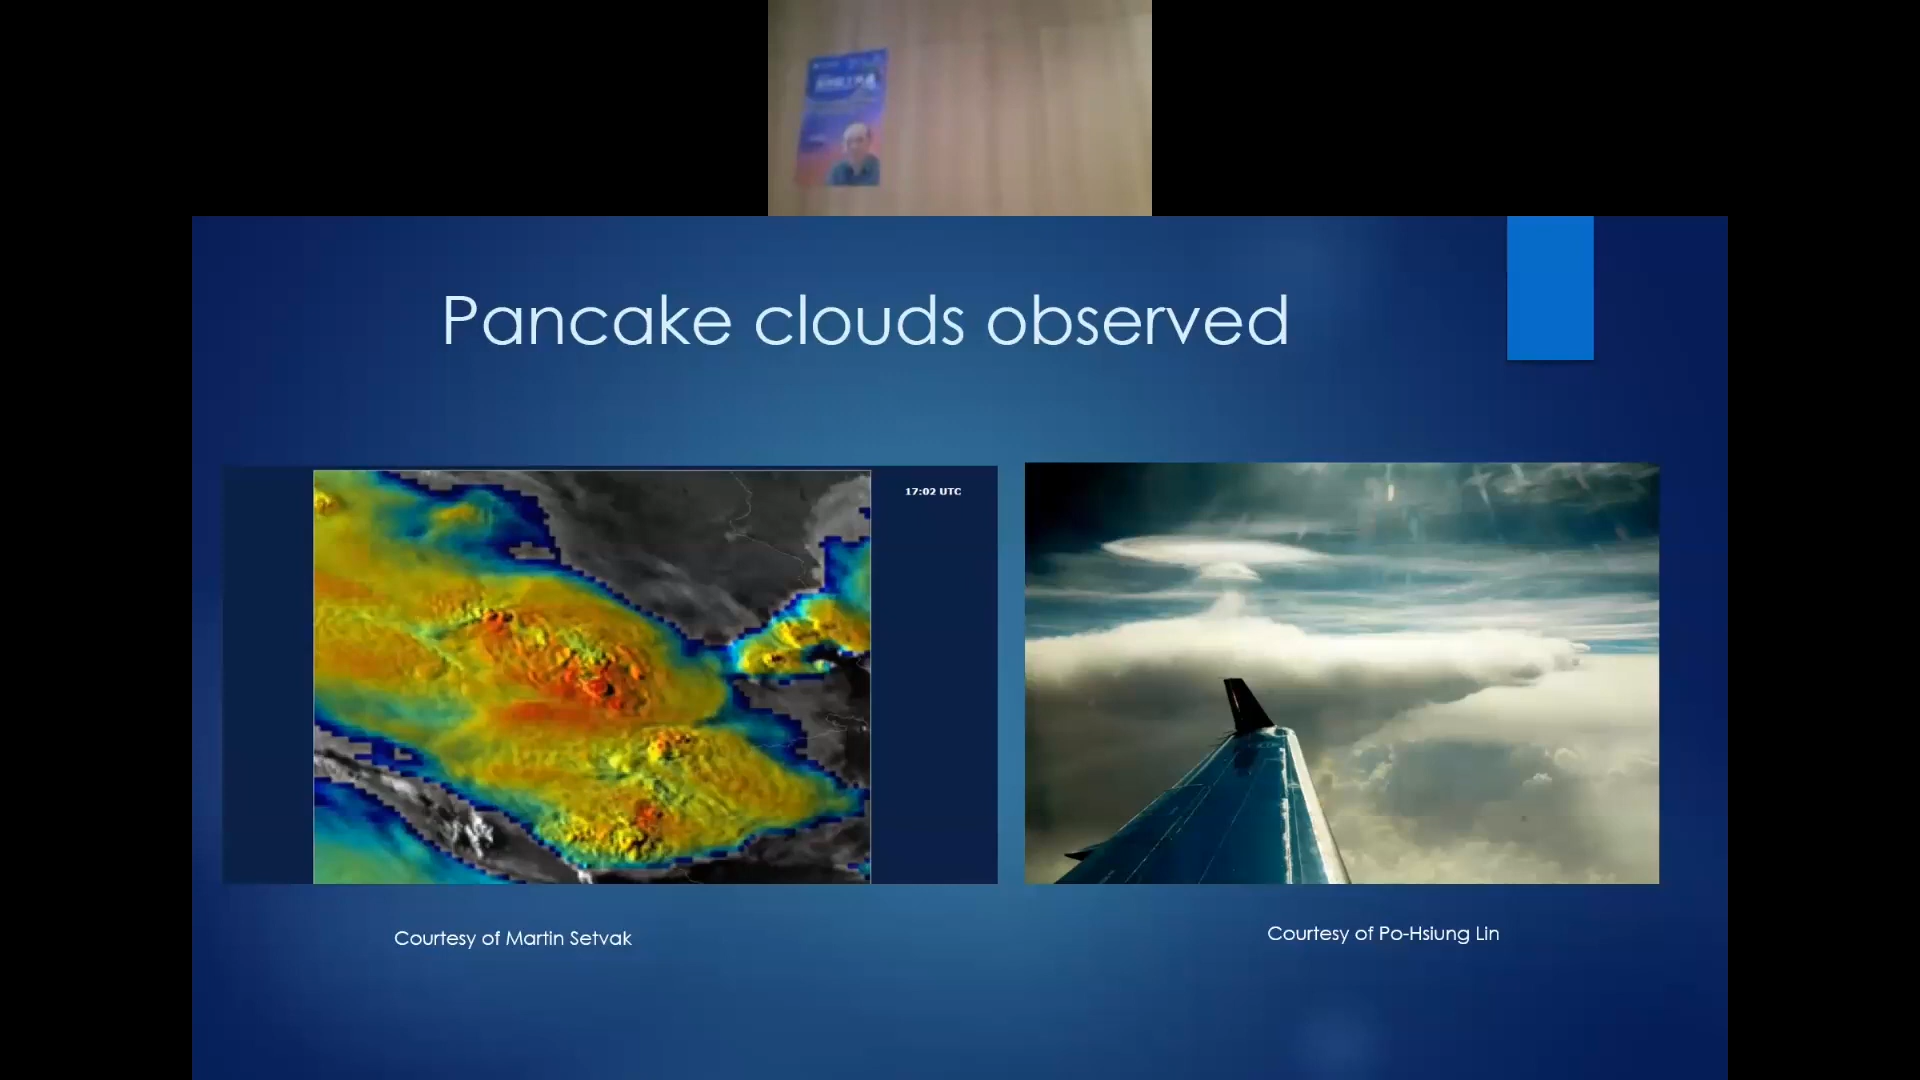 Pancake clouds observed
17:02 UTC
Courtesy of Martin Setvak
Courtesy of Po-Hsiung Lin